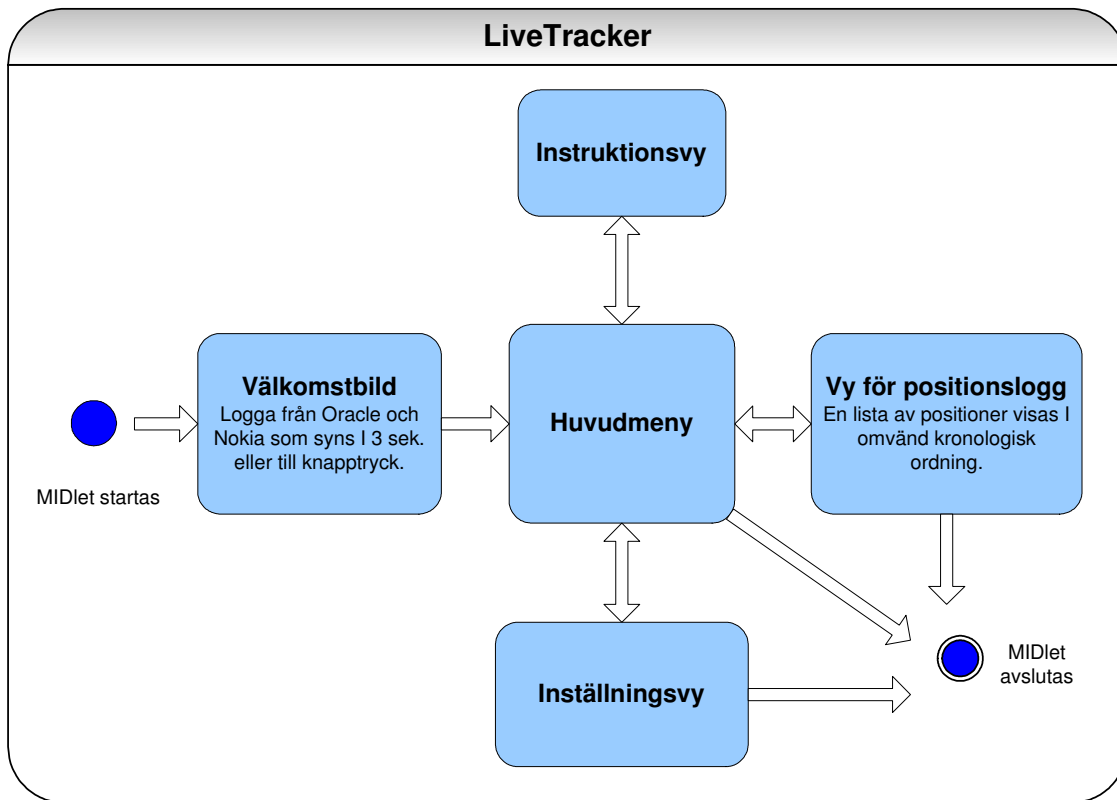 LiveTracker
Instruktionsvy
Välkomstbild
Logga från Oracle och
Nokia som syns I 3 sek.
eller till knapptryck.
Huvudmeny
Vy för positionslogg
En lista av positioner visas I
omvänd kronologisk
ordning.
MIDlet startas
Inställningsvy
MIDlet
avslutas